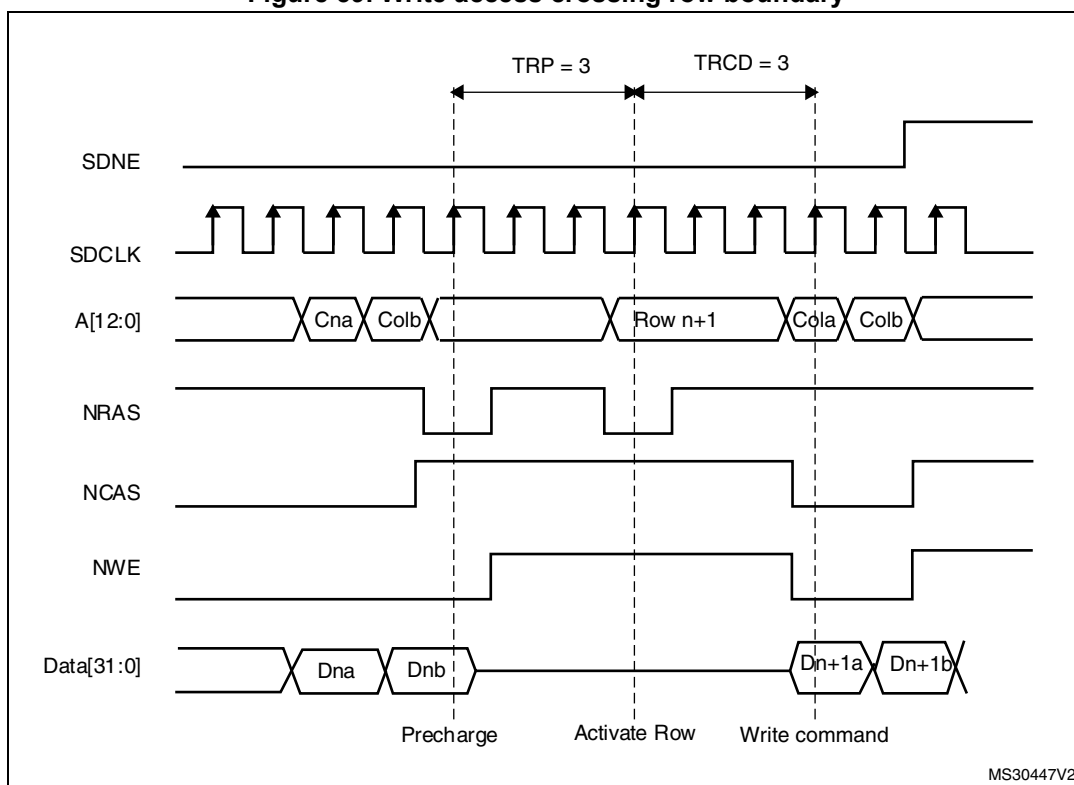 Figure 39. Write access crossing row boundary
TRP = 3 TRCD = 3
SDNE
SDCLK
A[12:0] Cna Colb Row n+1 Cola Colb
NRAS
NCAS
NWE
Data[31:0] Dna Dnb Dn+1a Dn+1b
Precharge Activate Row Write command
MS30447V2